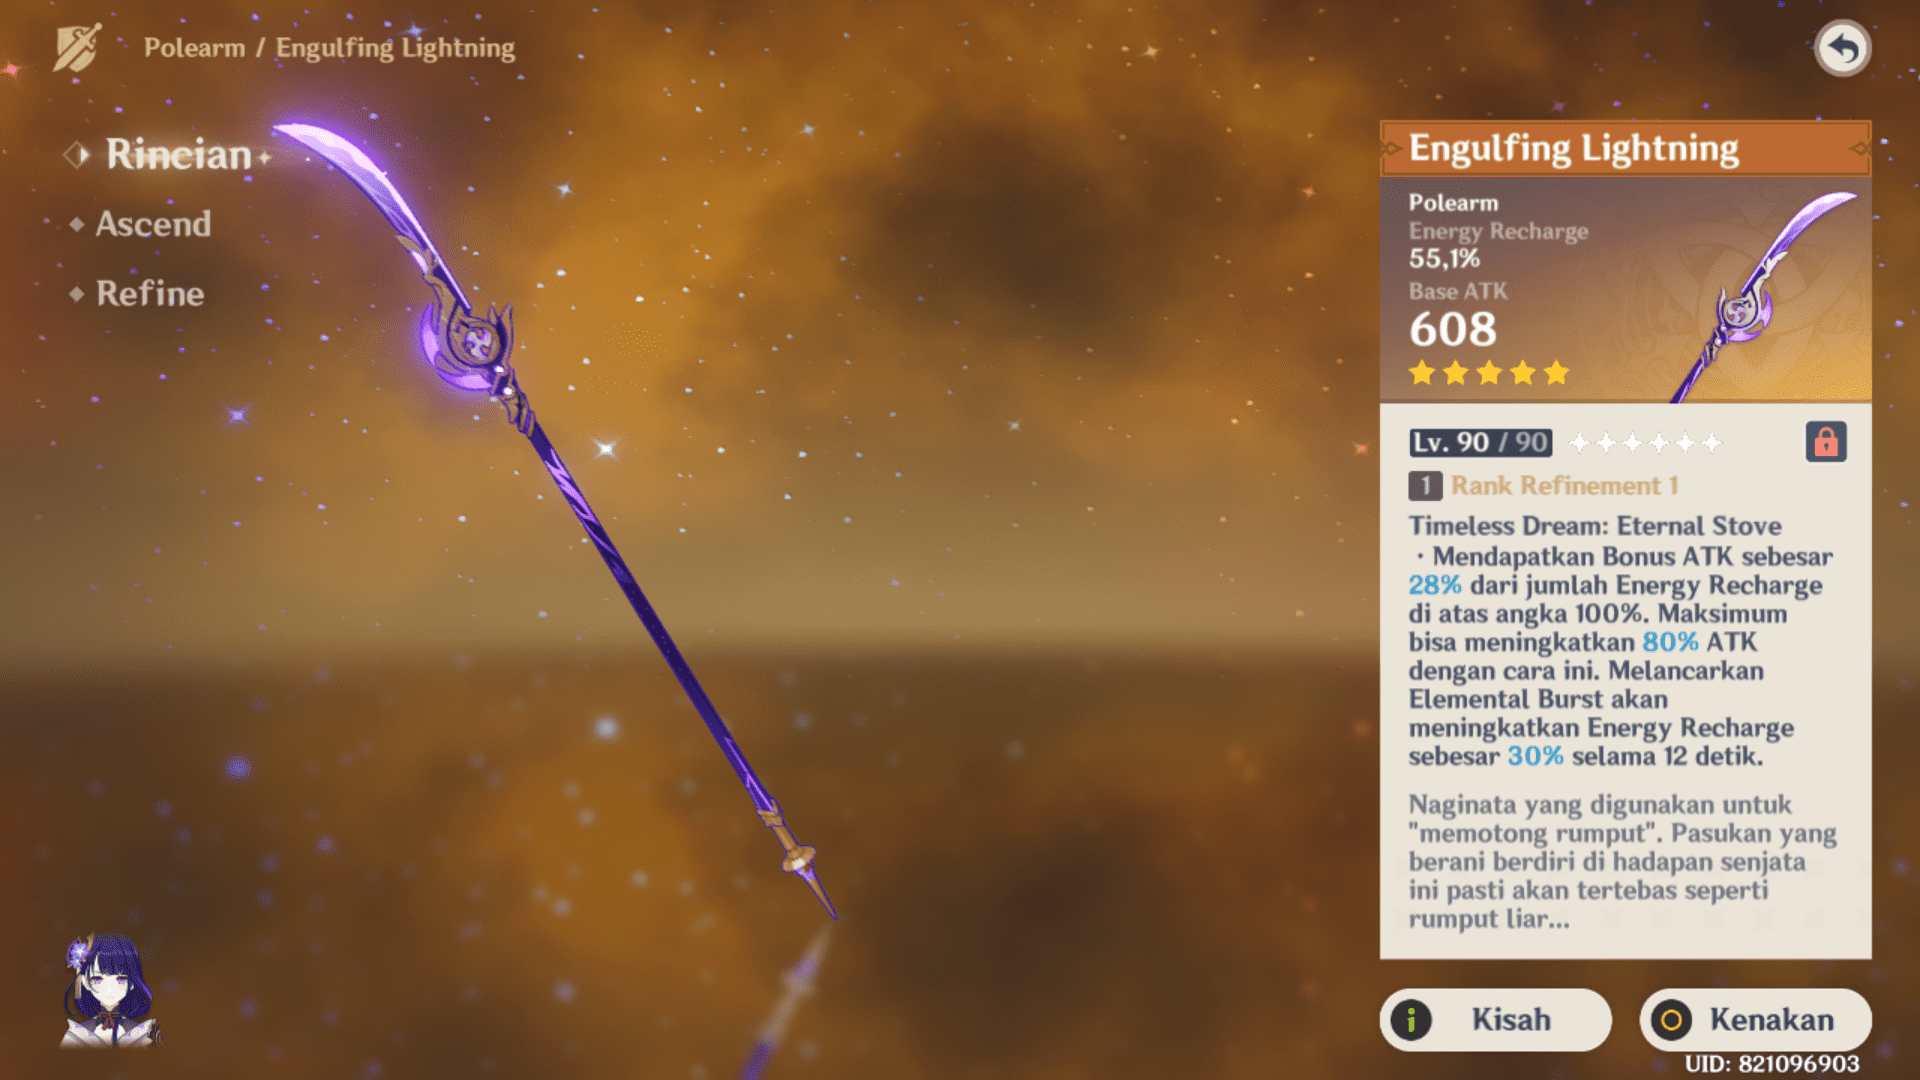 Polearm / Engulfing Lightning
Rincian
Ascend
Refine
Engulfing Lightning
Polearm
Energy Recharge
55,1%
Base ATK
608
Lv. 90 / 90
1 Rank Refinement 1
Timeless Dream: Eternal Stove
· Mendapatkan Bonus ATK sebesar
28% dari jumlah Energy Recharge
di atas angka 100%. Maksimum
bisa meningkatkan 80% ATK
dengan cara ini. Melancarkan
Elemental Burst akan
meningkatkan Energy Recharge
sebesar 30% selama 12 detik.
Naginata yang digunakan untuk
"memotong rumput". Pasukan yang
berani berdiri di hadapan senjata
ini pasti akan tertebas seperti
rumput liar...
Kisah
Kenakan
UID: 821096903